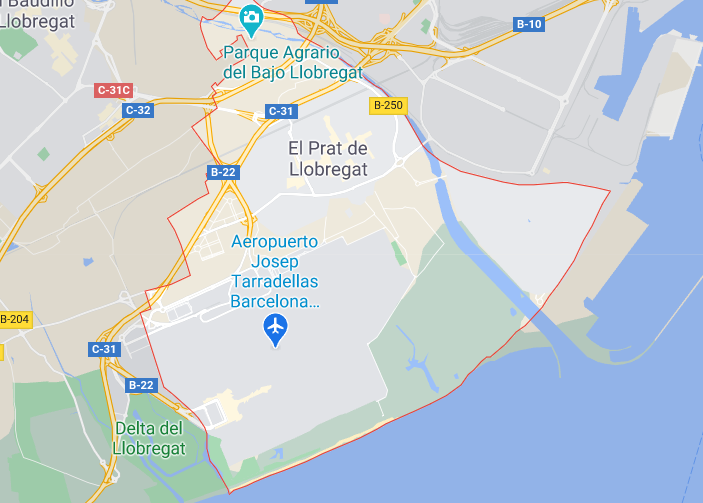 Baudilio
Llobregat
B-10
Parque Agrario
del Bajo Llobregat
C-31C
C-32
C-31
B-250
El Prat de
Llobregat
B-22
Aeropuerto
Josep
Tarradellas
Barcelona...
B-204
C-31
B-22
Delta del
Llobregat